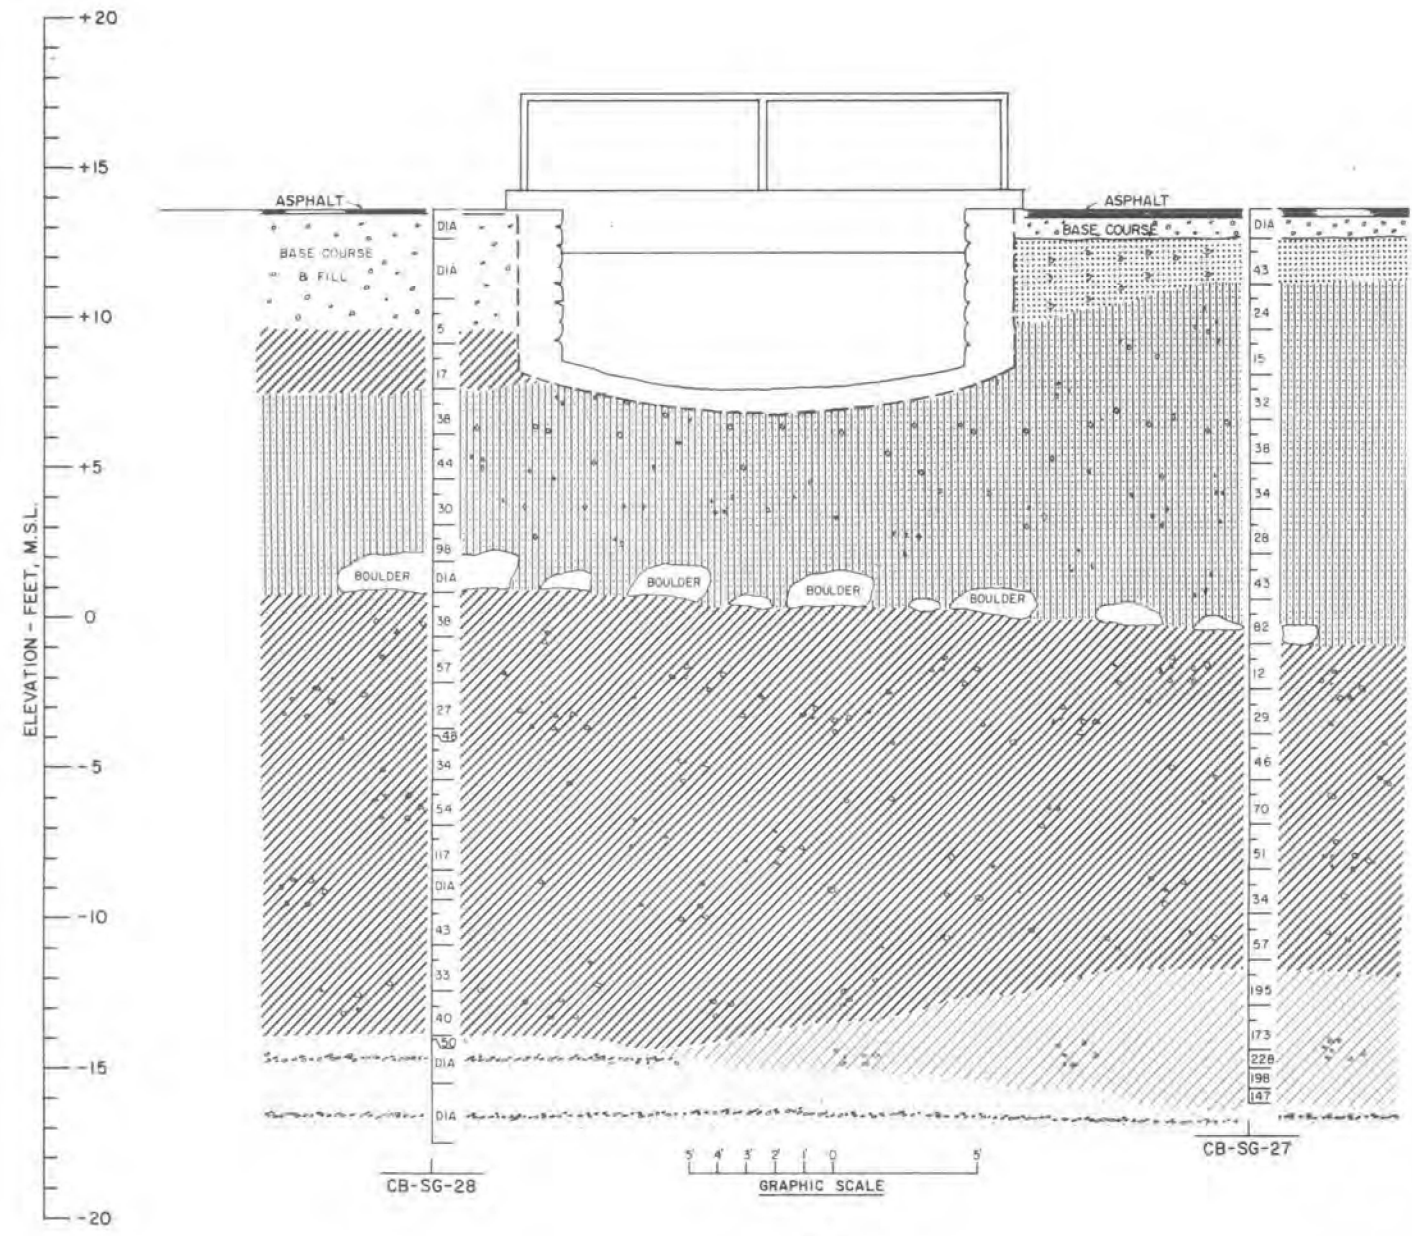 +20
+15
+10
+5
0
-5
-10
-15
-20
ELEVATION - FEET, M.S.L.
ASPHALT
ASPHALT
BASE COURSE
& FILL
BASE COURSE
DIA
DIA
5
17
38
44
30
98
DIA
38
57
27
48
34
54
117
DIA
43
33
40
50
DIA
DIA
CB-SG-28
BOULDER
BOULDER
BOULDER
BOULDER
DIA
43
24
15
32
38
34
28
43
82
12
29
46
70
51
34
57
195
173
228
198
147
CB-SG-27
5' 4' 3' 2' 1' 0 5'
GRAPHIC SCALE